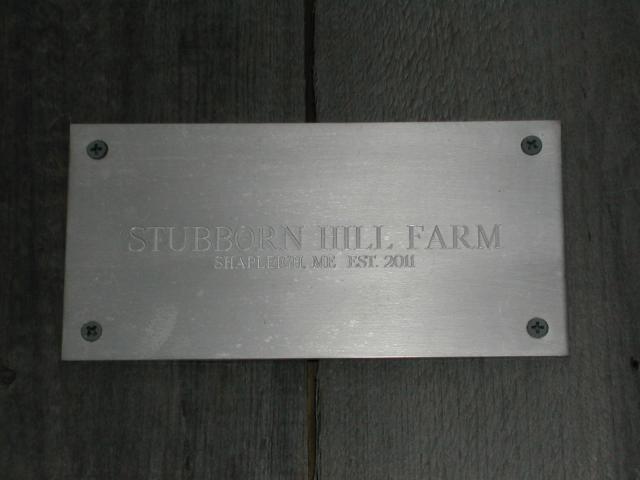 STUBBORN HILL FARM
SHAPLEIGH, ME EST. 2011